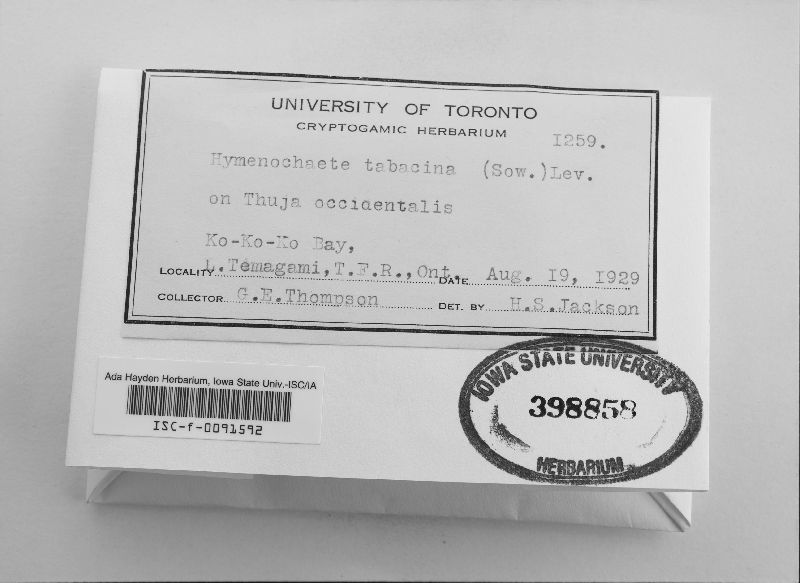 UNIVERSITY OF TORONTO
CRYPTOGAMIC HERBARIUM
I259.
Hymenochaete tabacina (Sow.)Lev.
on Thuja occidentalis
Ko-Ko-Ko Bay,
LOCALITY L.Temagami,T.F.R.,Ont. DATE Aug. I9, I929
COLLECTOR G.E.Thompson DET. BY H.S.Jackson
Ada Hayden Herbarium, Iowa State Univ.-ISC/IA
ISC-f-0091592
IOWA STATE UNIVERSITY
398858
HERBARIUM